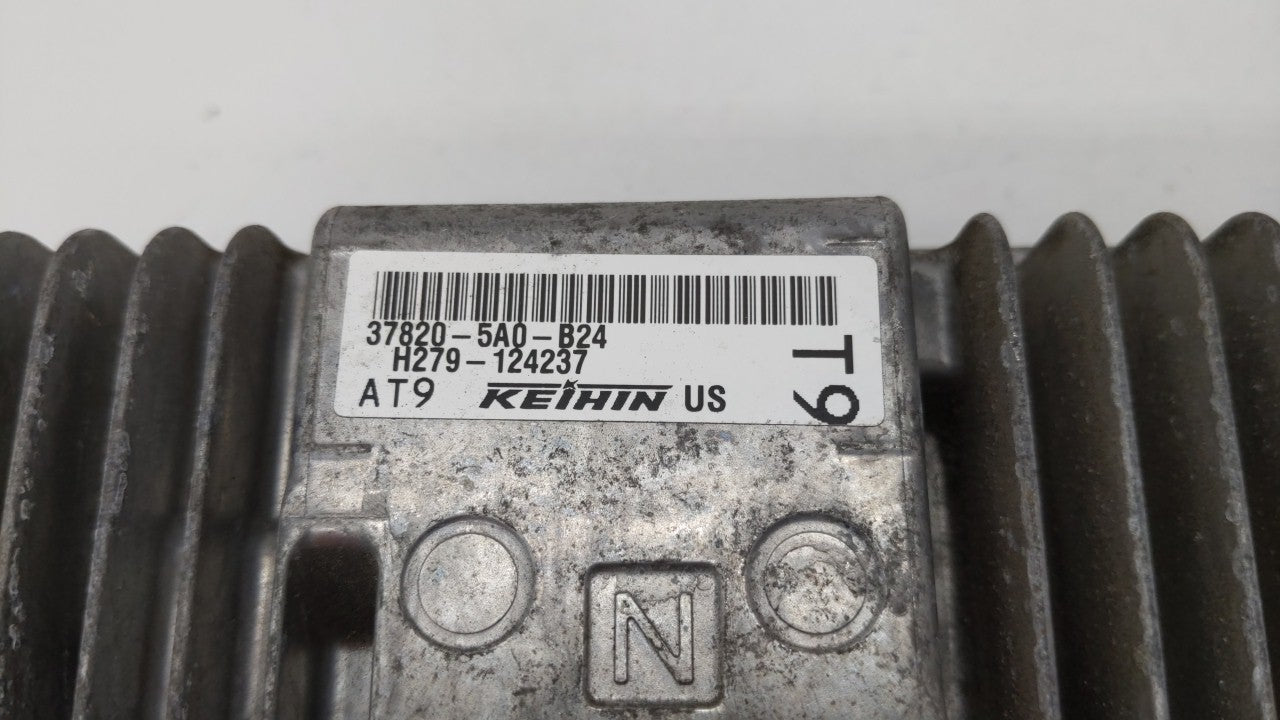 37820-5A0-B24
H279-124237
AT9 KEIHIN US
T9
N